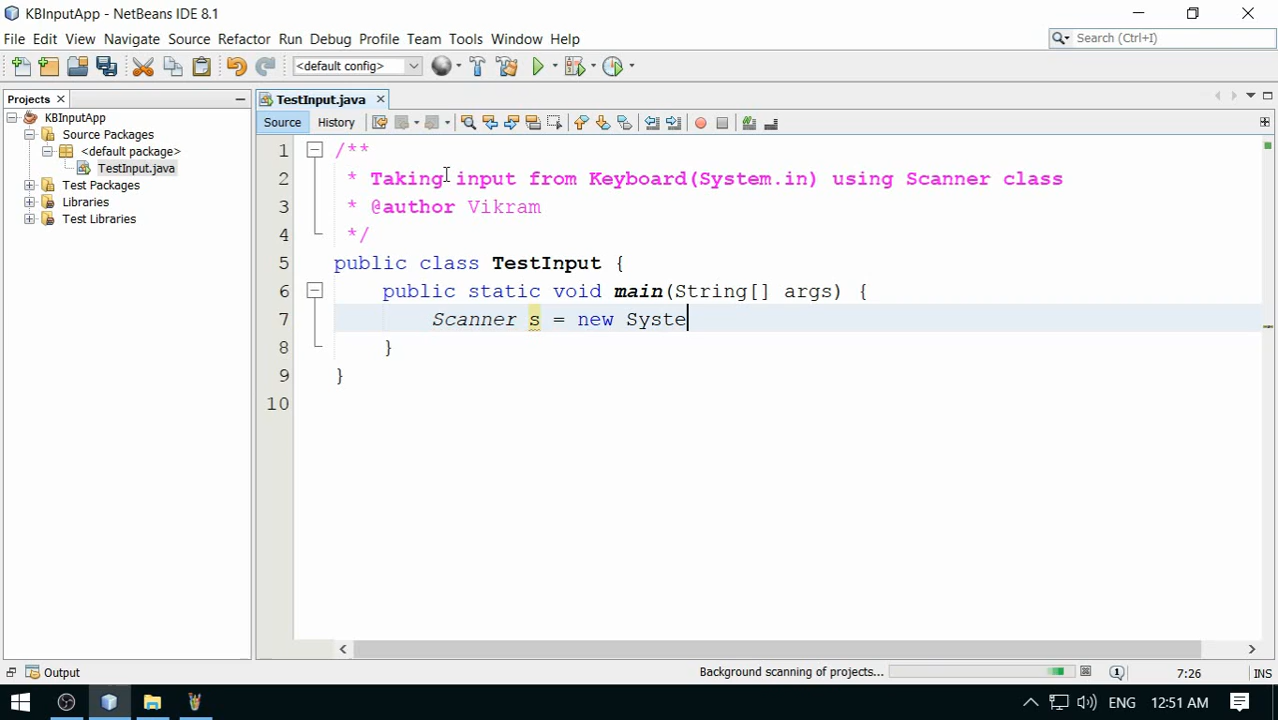 KBInputApp - NetBeans IDE 8.1
File Edit View Navigate Source Refactor Run Debug Profile Team Tools Window Help
Search (Ctrl+I)
<default config>
Projects
TestInput.java
KBInputApp
Source Packages
<default package>
TestInput.java
Test Packages
Libraries
Test Libraries
Source History
1 /**
2 * Taking input from Keyboard(System.in) using Scanner class
3 * @author Vikram
4 */
5 public class TestInput {
6 public static void main(String[] args) {
7 Scanner s = new Syste
8 }
9 }
10
Output
Background scanning of projects...
1
7:26
INS
ENG
12:51 AM